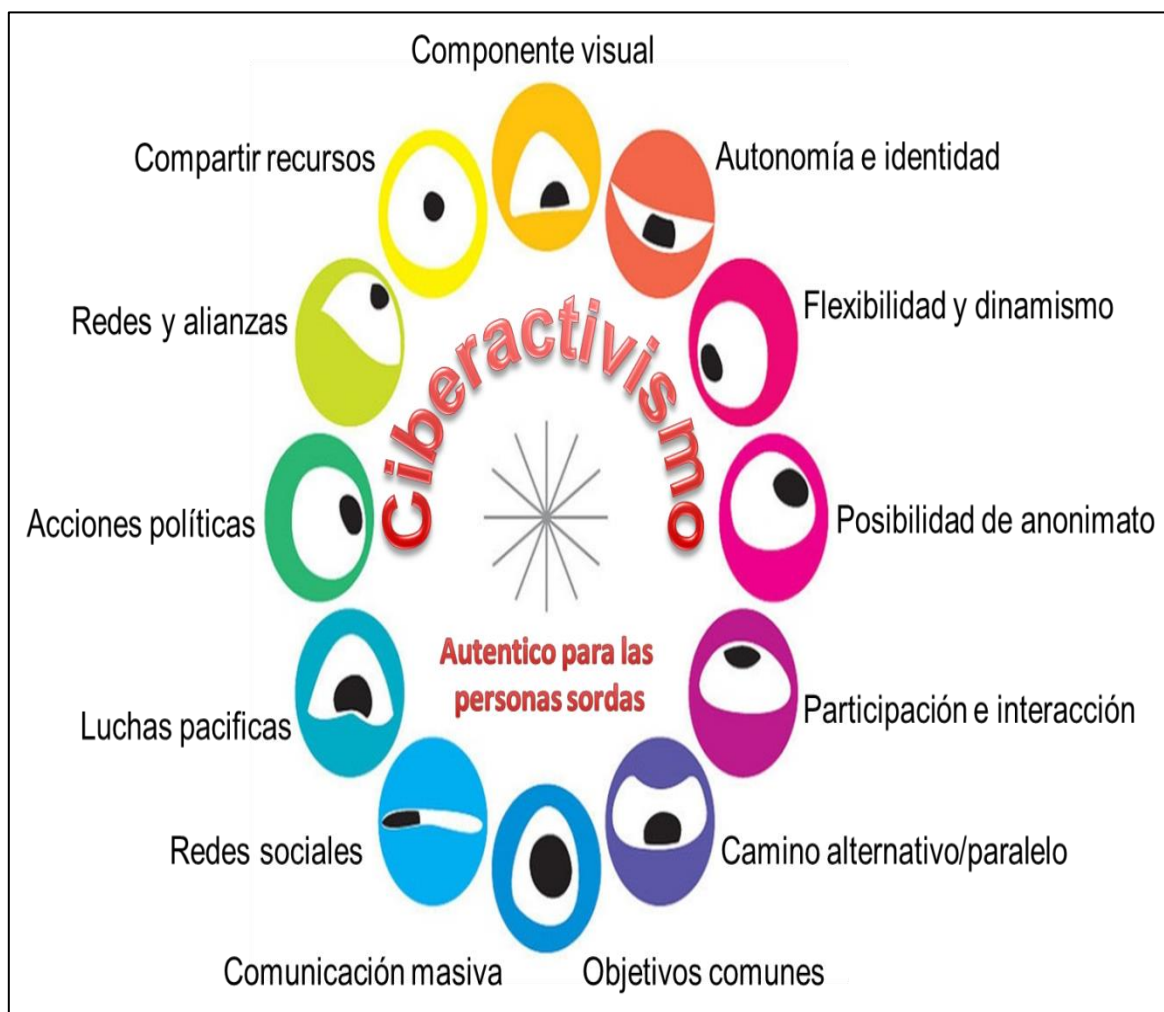 Componente visual
Compartir recursos
Autonomía e identidad
Redes y alianzas
Flexibilidad y dinamismo
Ciberactivismo
Acciones políticas
Posibilidad de anonimato
Autentico para las
personas sordas
Luchas pacificas
Participación e interacción
Redes sociales
Camino alternativo/paralelo
Comunicación masiva
Objetivos comunes